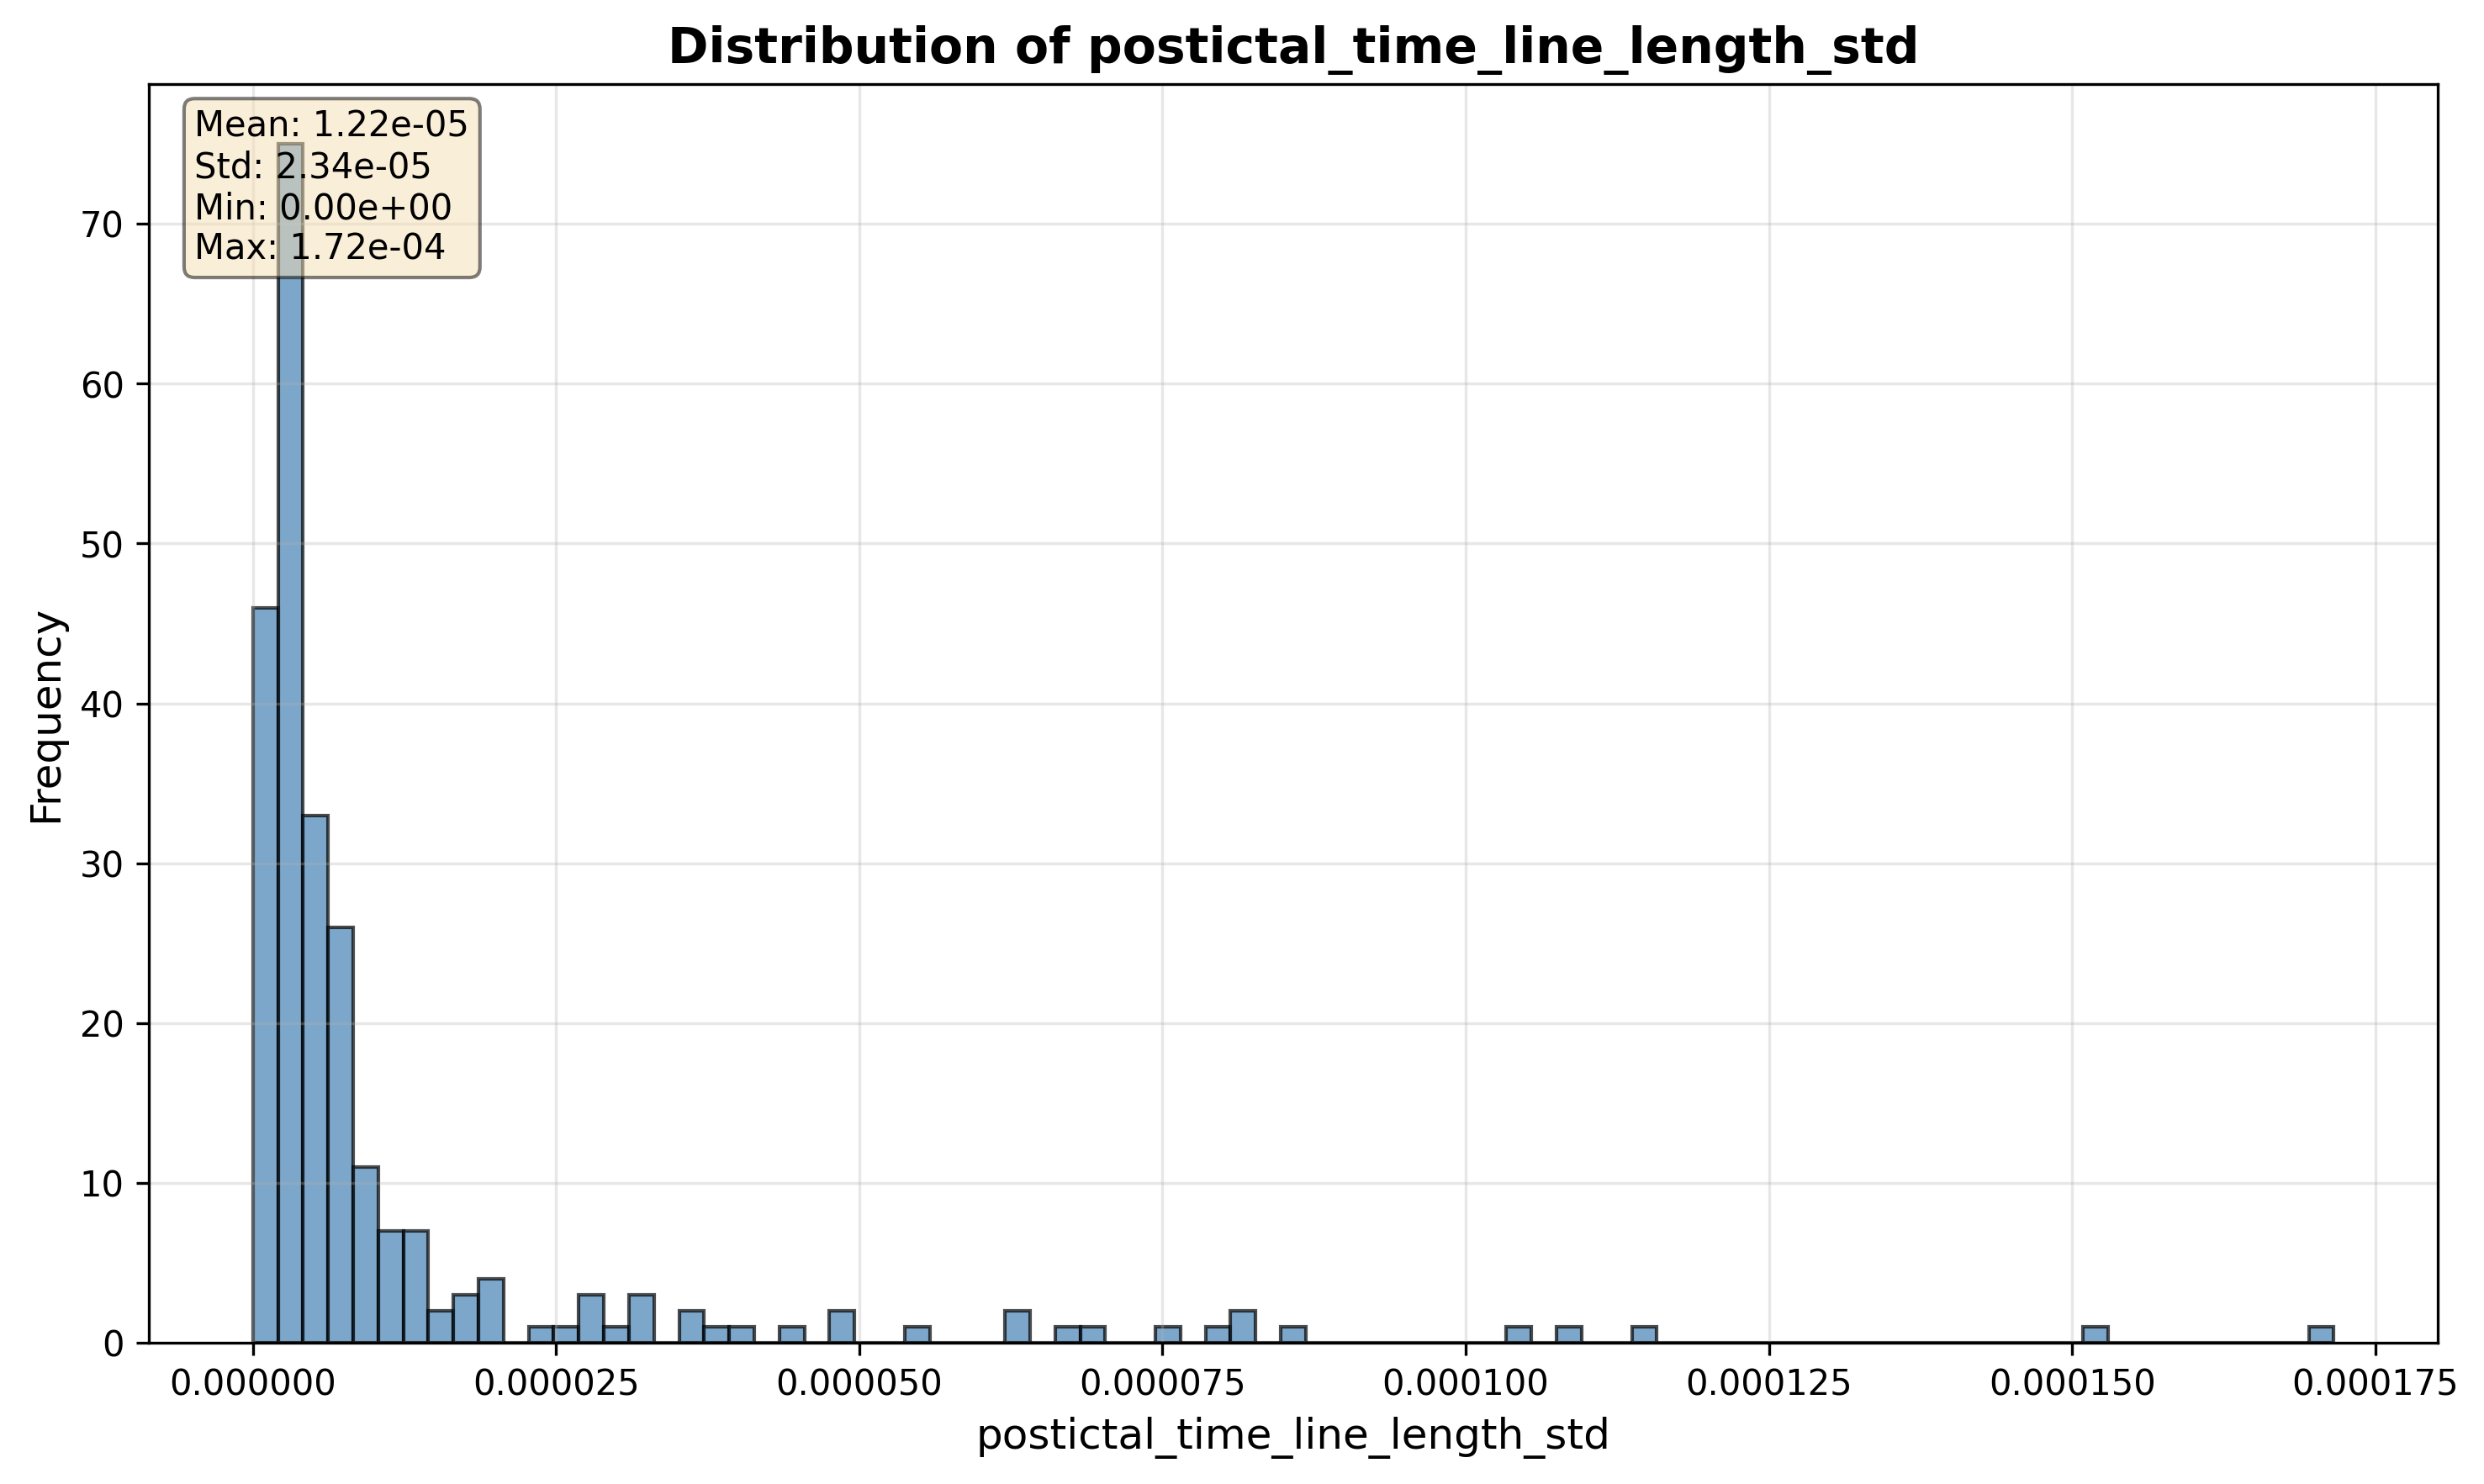 Distribution of postictal_time_line_length_std
Mean: 1.22e-05
Std: 2.34e-05
Min: 0.00e+00
Max: 1.72e-04
70
60
50
40
30
20
10
0
Frequency
0.000000 0.000025 0.000050 0.000075 0.000100 0.000125 0.000150 0.000175
postictal_time_line_length_std